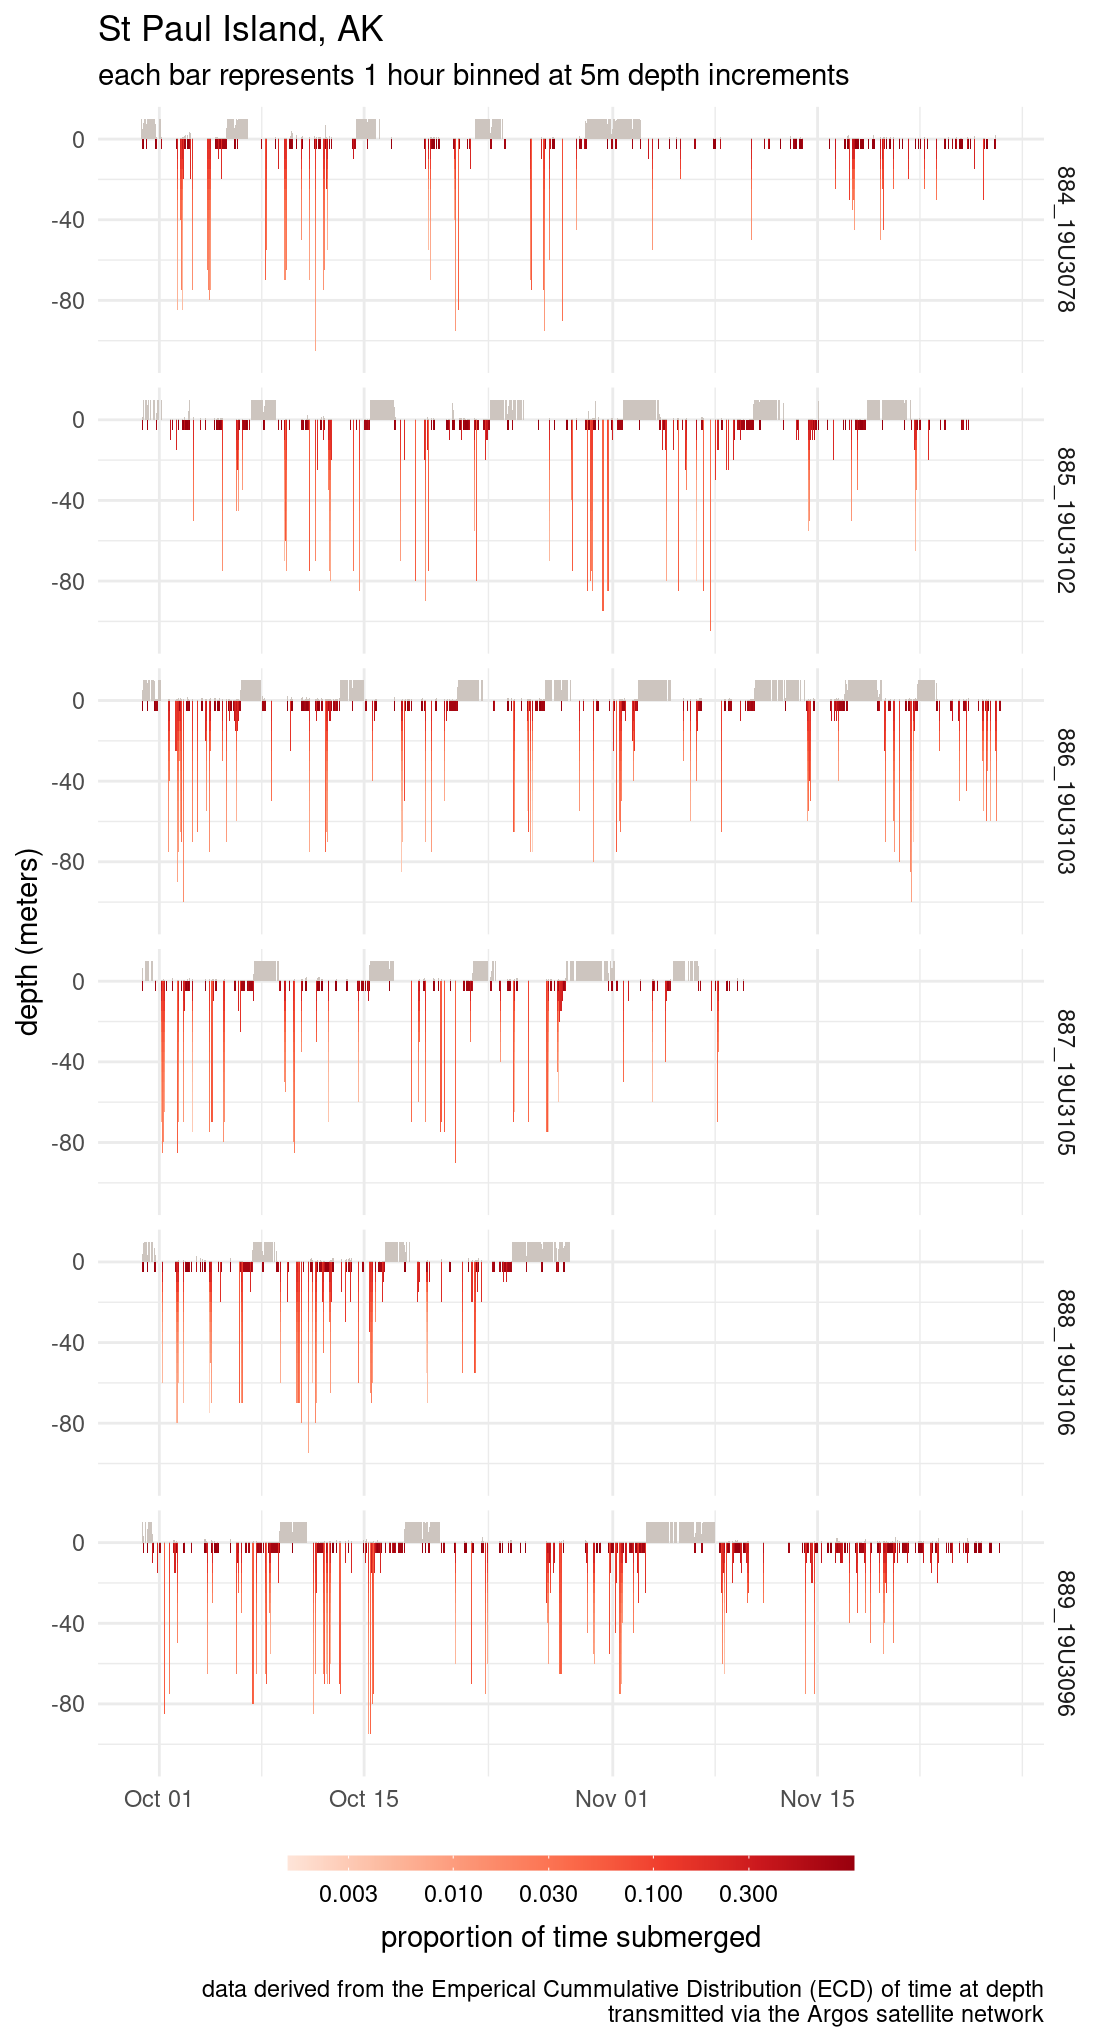 St Paul Island, AK
each bar represents 1 hour binned at 5m depth increments
0
-40
-80
884_19U3078
0
-40
-80
885_19U3102
0
-40
-80
886_19U3103
depth (meters)
0
-40
-80
887_19U3105
0
-40
-80
888_19U3106
0
-40
-80
889_19U3096
Oct 01 Oct 15 Nov 01 Nov 15
0.003 0.010 0.030 0.100 0.300
proportion of time submerged
data derived from the Emperical Cummulative Distribution (ECD) of time at depth
transmitted via the Argos satellite network